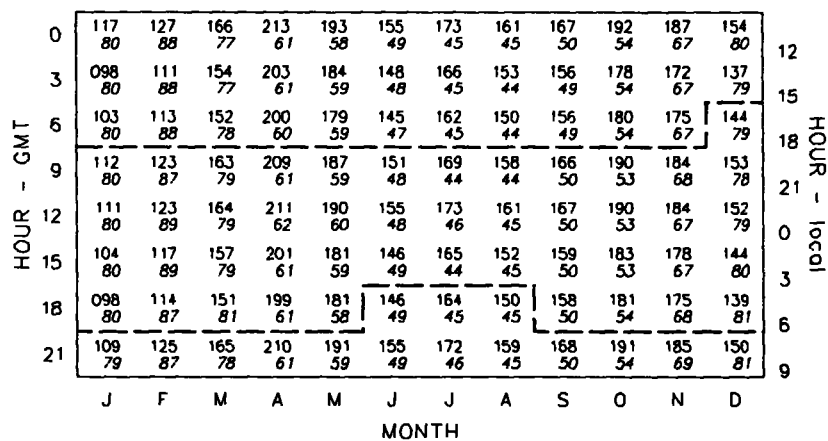 0 117 127 166 213 193 155 173 161 167 192 187 154
80 88 77 61 58 49 45 45 50 54 67 80
12
3 098 111 154 203 184 148 166 153 156 178 172 137
80 88 77 61 59 48 45 44 49 54 67 79
15
6 103 113 152 200 179 145 162 150 156 180 175 144
80 88 78 60 59 47 45 44 49 54 67 79
18
9 112 123 163 209 187 151 169 158 166 190 184 153
80 87 79 61 59 48 44 44 50 53 68 78
21
12 111 123 164 211 190 155 173 161 167 190 184 152
80 89 79 62 60 48 46 45 50 53 67 79
0
15 104 117 157 201 181 146 165 152 159 183 178 144
80 89 79 61 59 49 44 45 50 53 67 80
3
18 098 114 151 199 181 146 164 150 158 181 175 139
80 87 81 61 58 49 45 45 50 54 68 81
6
21 109 125 165 210 191 155 172 159 168 191 185 150
79 87 78 61 59 49 46 45 50 54 69 81
9
J F M A M J J A S O N D
MONTH
HOUR - GMT
HOUR - local